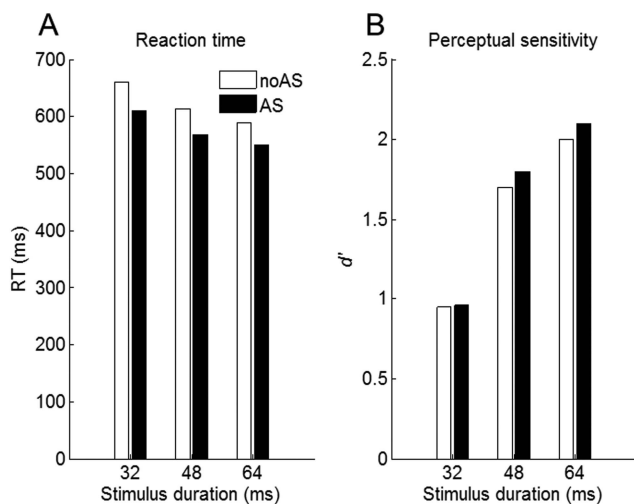 A
Reaction time
700
600
500
400
300
200
100
0
RT (ms)
noAS
AS
32 48 64
Stimulus duration (ms)
B
Perceptual sensitivity
2.5
2
1.5
1
0.5
0
d'
32 48 64
Stimulus duration (ms)